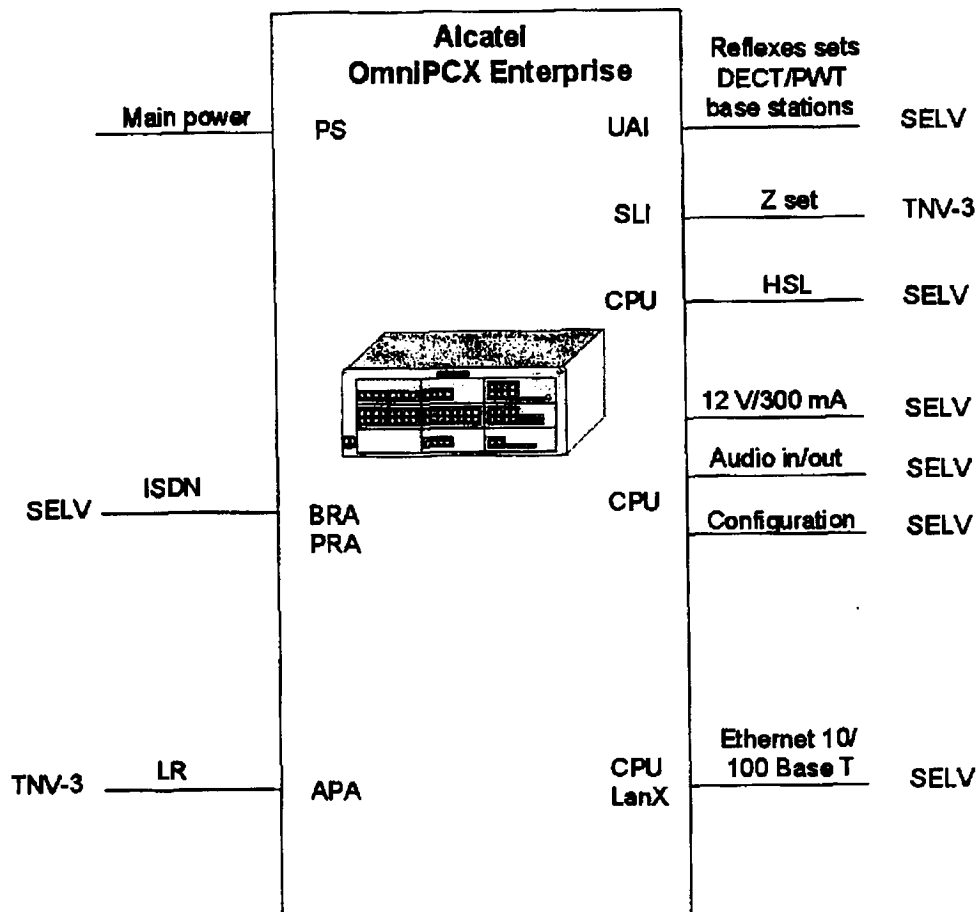 Alcatel
OmniPCX Enterprise
Reflexes sets
DECT/PWT
base stations
Main power
PS
UAI
SELV
SLI
Z set
TNV-3
CPU
HSL
SELV
12 V/300 mA
SELV
Audio in/out
SELV
SELV
ISDN
BRA
PRA
CPU
Configuration
SELV
Ethernet 10/
100 Base T
TNV-3
LR
APA
CPU
LanX
SELV